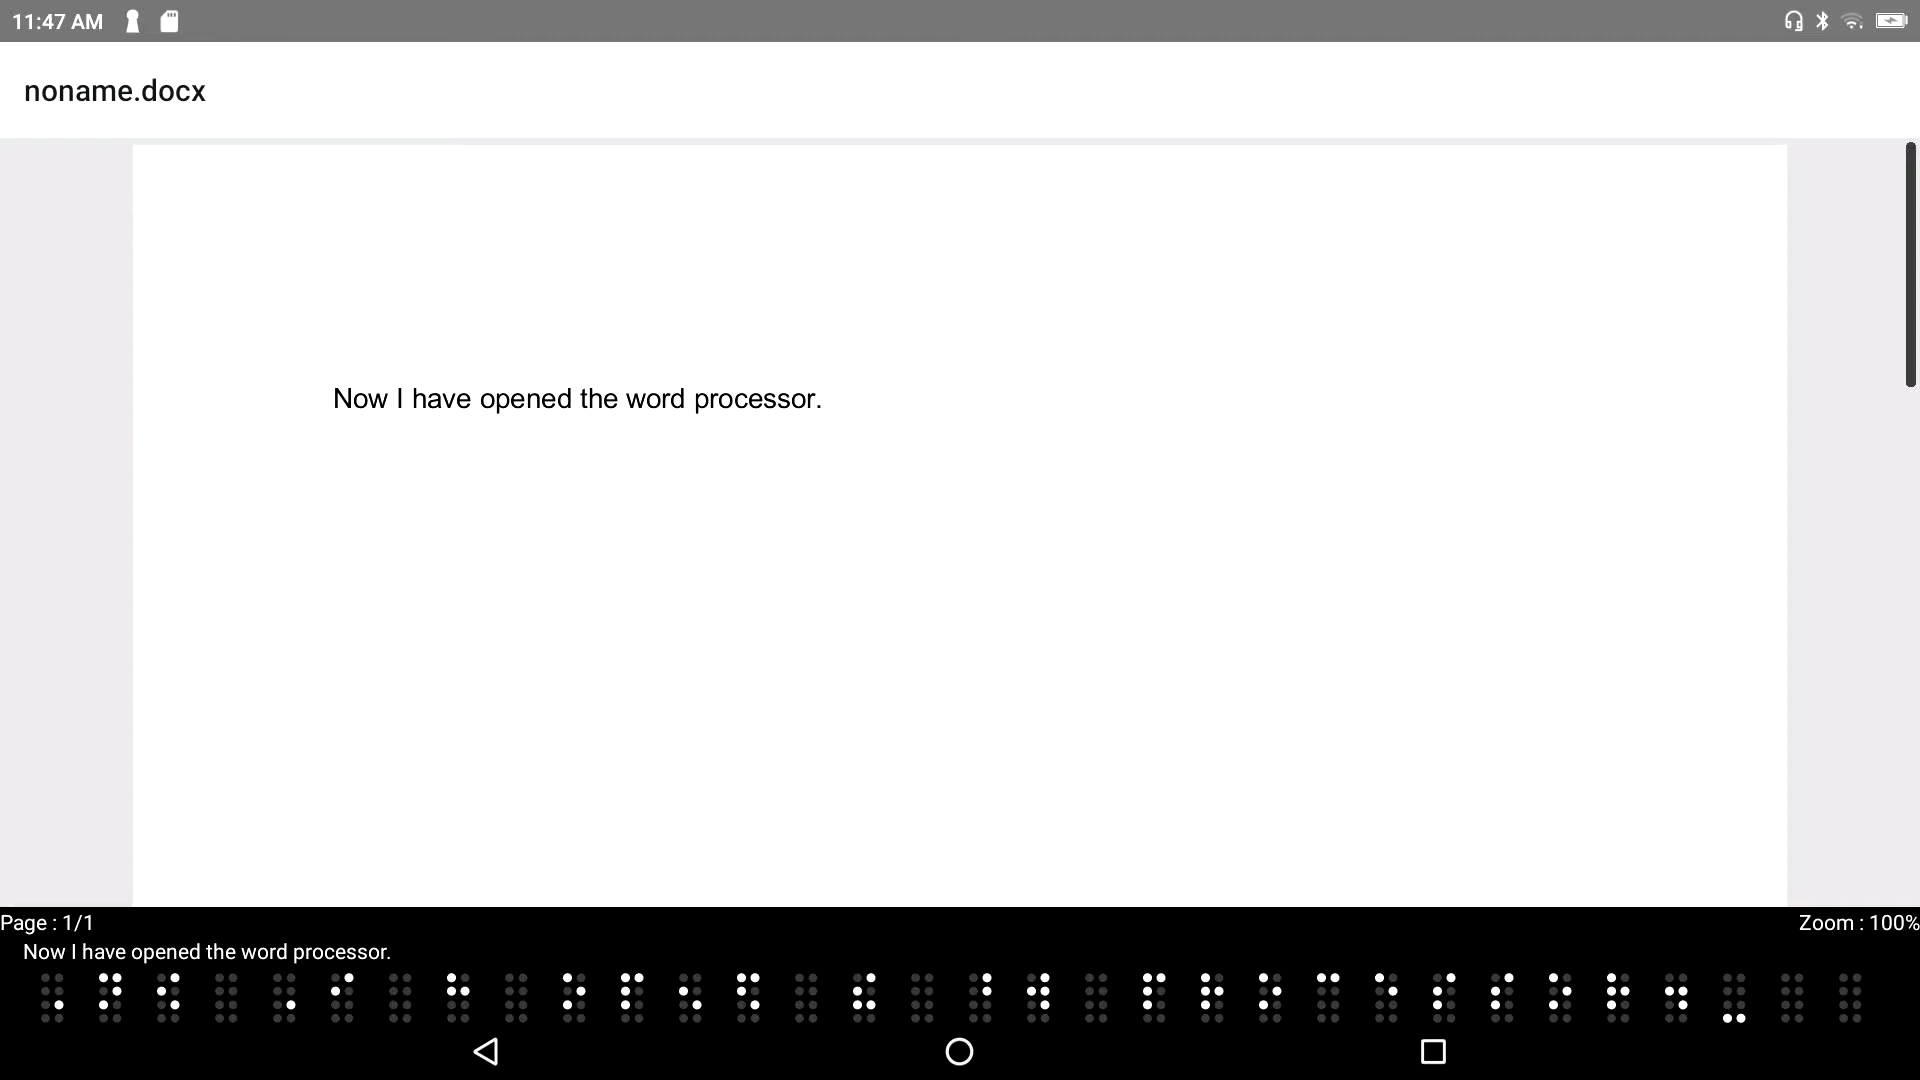 11:47 AM
noname.docx
Now I have opened the word processor.
Page : 1/1
Zoom : 100%
Now I have opened the word processor.